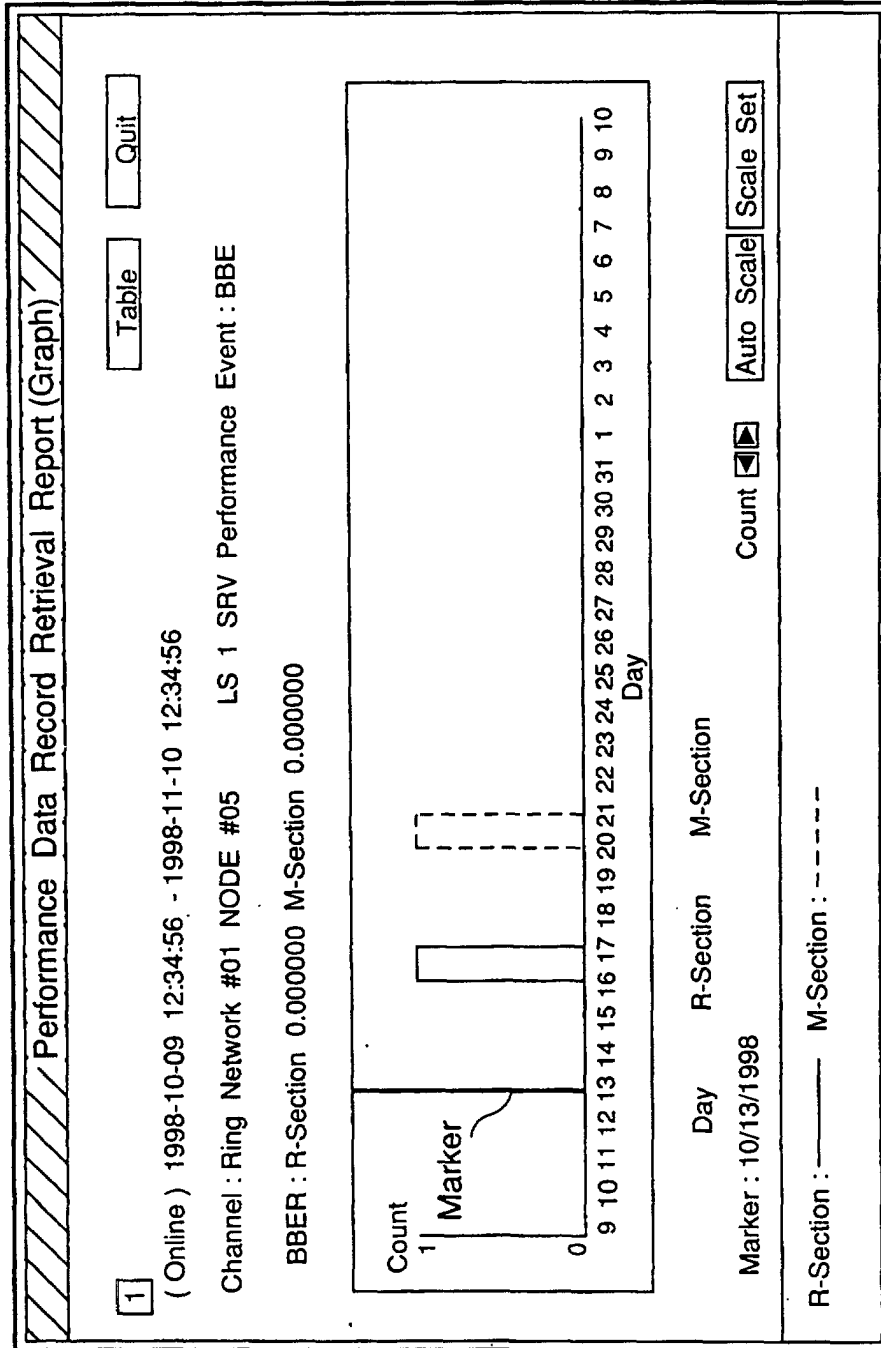 Performance Data Record Retrieval Report (Graph)
1
Table Quit
( Online ) 1998-10-09 12:34:56 - 1998-11-10 12:34:56
Channel : Ring Network #01 NODE #05 LS 1 SRV Performance Event : BBE
BBER : R-Section 0.000000 M-Section 0.000000
Count
1
Marker
0
9 10 11 12 13 14 15 16 17 18 19 20 21 22 23 24 25 26 27 28 29 30 31 1 2 3 4 5 6 7 8 9 10
Day
Day R-Section M-Section
Marker : 10/13/1998 Count Auto Scale Scale Set
R-Section : M-Section :